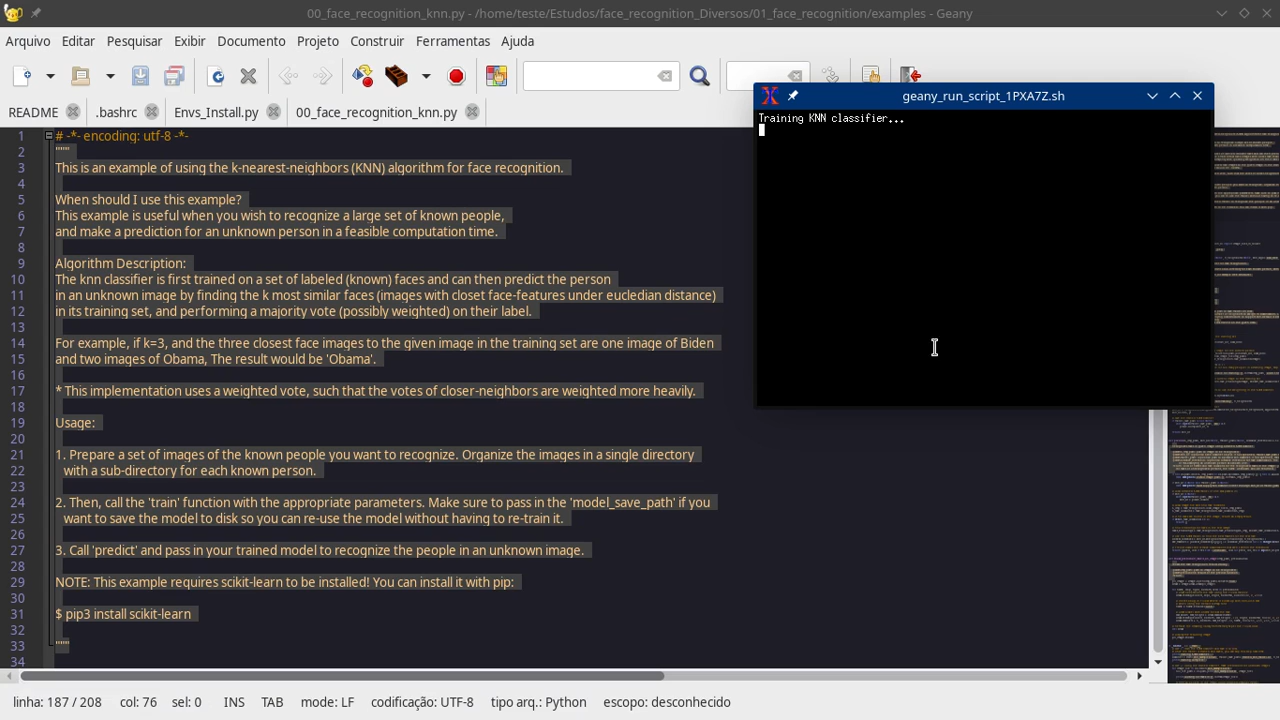 00_face_recognition_knn.py - /home/teste/Estudos/face_recognition_Diversos/01_face_recognition/examples - Geany
Arquivo Editar Pesquisar Exibir Documento Projeto Construir Ferramentas Ajuda
README .bashrc Envs_Install.py 00_face_recognition_knn.py
geany_run_script_1PXA7Z.sh
Training KNN classifier...
1 # -*- encoding: utf-8 -*-
2 """
3 This is an example of using the k-nearest-neighbors
4
5 Why should I use this example?
6 This example is useful when you wish to recognize a large set of known people,
7 and make a prediction for an unknown person in a feasible computation time.
8
9 Algorithm Description:
10 The knn classifier is first trained on a set of labeled (known) faces and can then predict the person
11 in an unknown image by finding the k most similar faces (images with closet face-features under eucledian distance)
12 in its training set, and performing a majority vote (possibly weighted) on their label.
13
14 For example, if k=3, and the three closest face images to the given image in the training set are one image of Biden
15 and two images of Obama, The result would be 'Obama'.
16
17 * This implementation uses a weighted vote, such that the votes of closer-neighbors are weighted more heavily.
18
19 Usage:
20
21 1. Prepare a set of images of the known people you want to recognize. Organize the images in a single directory
22 with a sub-directory for each known person.
23
24 2. Then, call the 'train' function with the appropriate parameters. Make sure to pass in the 'model_save_path' if you
25 want to save the model to disk so you can re-use the model without having to re-train it.
26
27 3. Call 'predict' and pass in your trained model to recognize the people in an unknown image.
28
29 NOTE: This example requires scikit-learn to be installed! You can install it with pip:
30
31 $ pip3 install scikit-learn
32
33 """
34
linha: 187 / 208 col: 76 sel: 0 INS TAB modo: LF codificação: UTF-8 tipo arq.: Python escopo: desconhecido